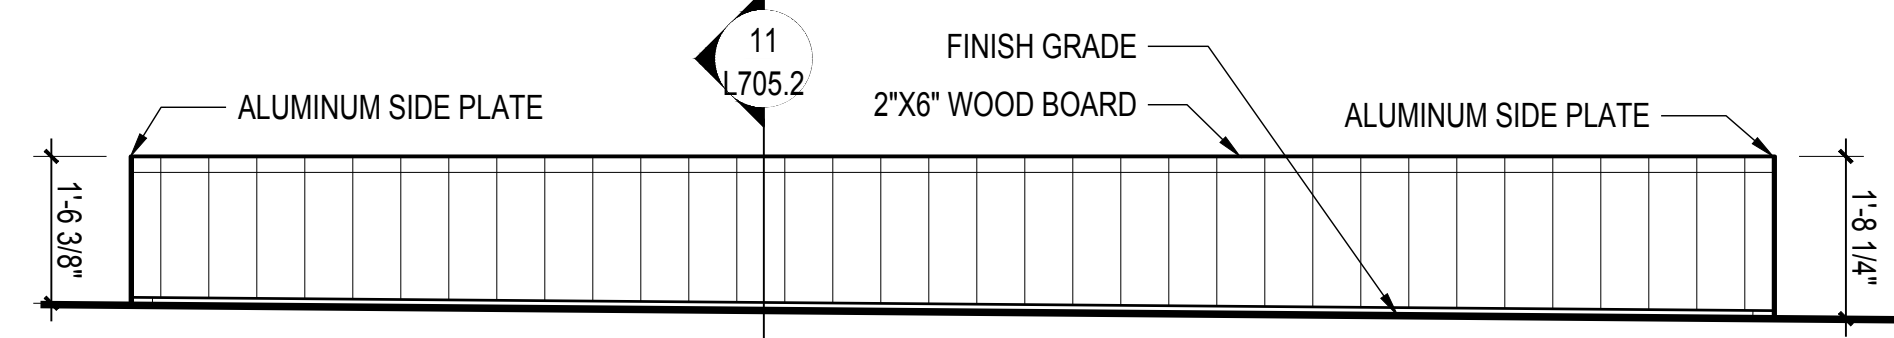 11
L705.2
FINISH GRADE
2"X6" WOOD BOARD
ALUMINUM SIDE PLATE
ALUMINUM SIDE PLATE
1'-6 3/8"
1'-8 1/4"